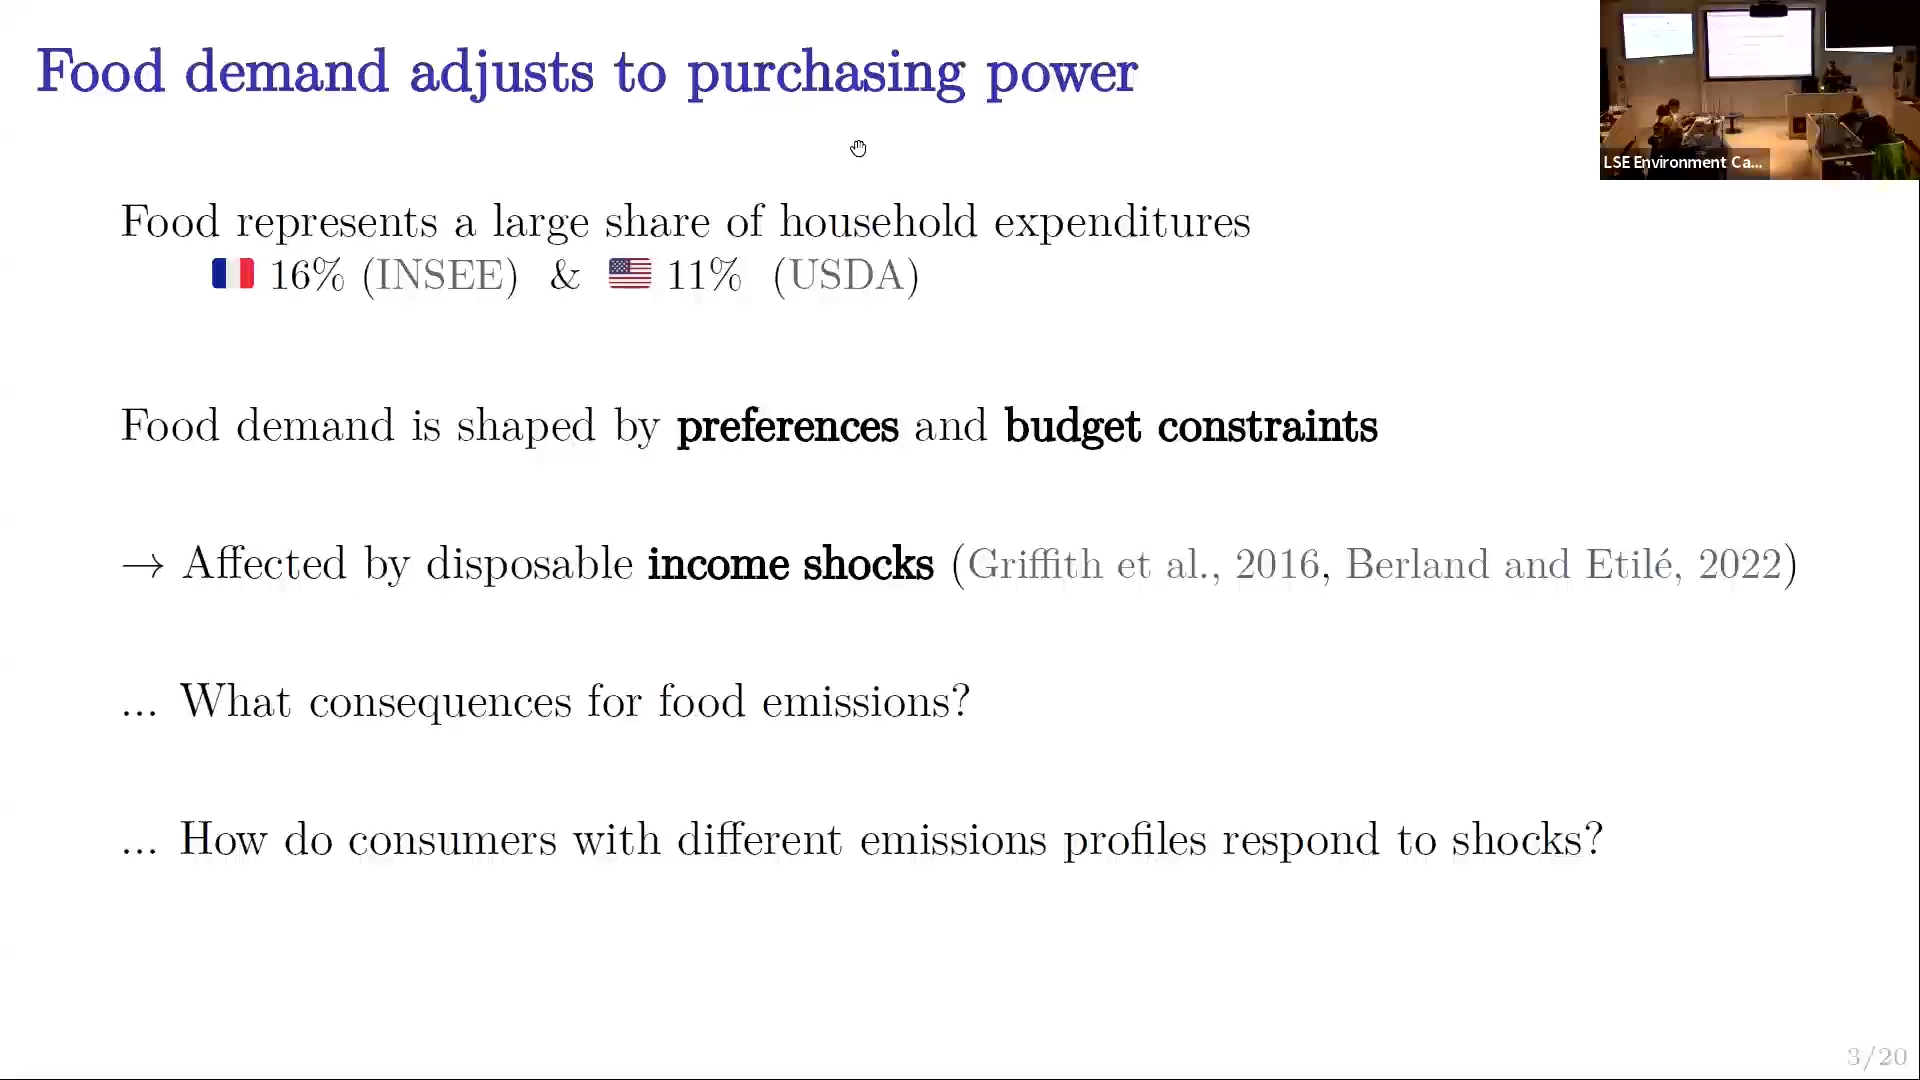 Food demand adjusts to purchasing power
LSE Environment Ca...
Food represents a large share of household expenditures
16% (INSEE) & 11% (USDA)
Food demand is shaped by preferences and budget constraints
→ Affected by disposable income shocks (Griffith et al., 2016, Berland and Etilé, 2022)
... What consequences for food emissions?
... How do consumers with different emissions profiles respond to shocks?
3/20